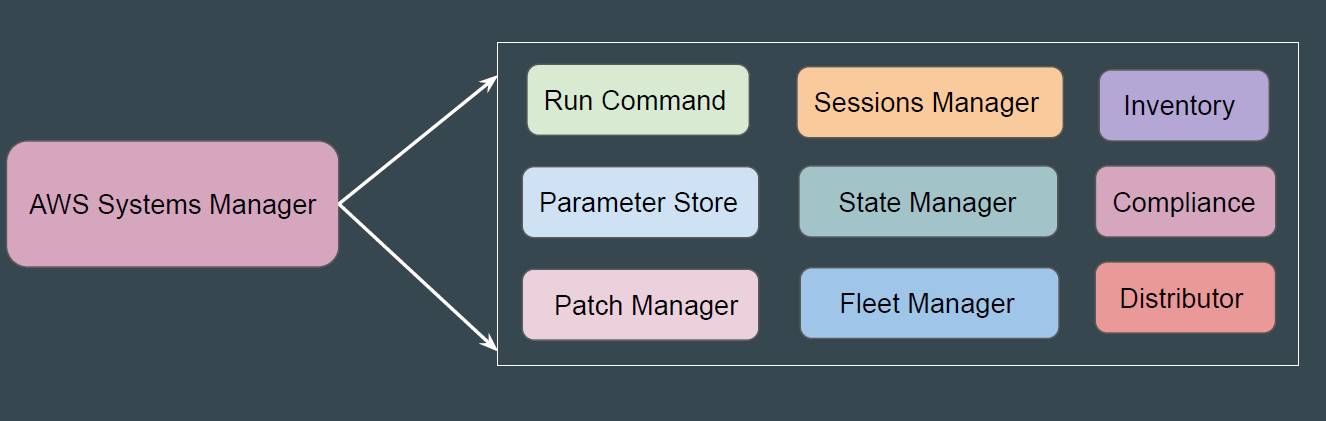 AWS Systems Manager
Run Command
Sessions Manager
Inventory
Parameter Store
State Manager
Compliance
Patch Manager
Fleet Manager
Distributor